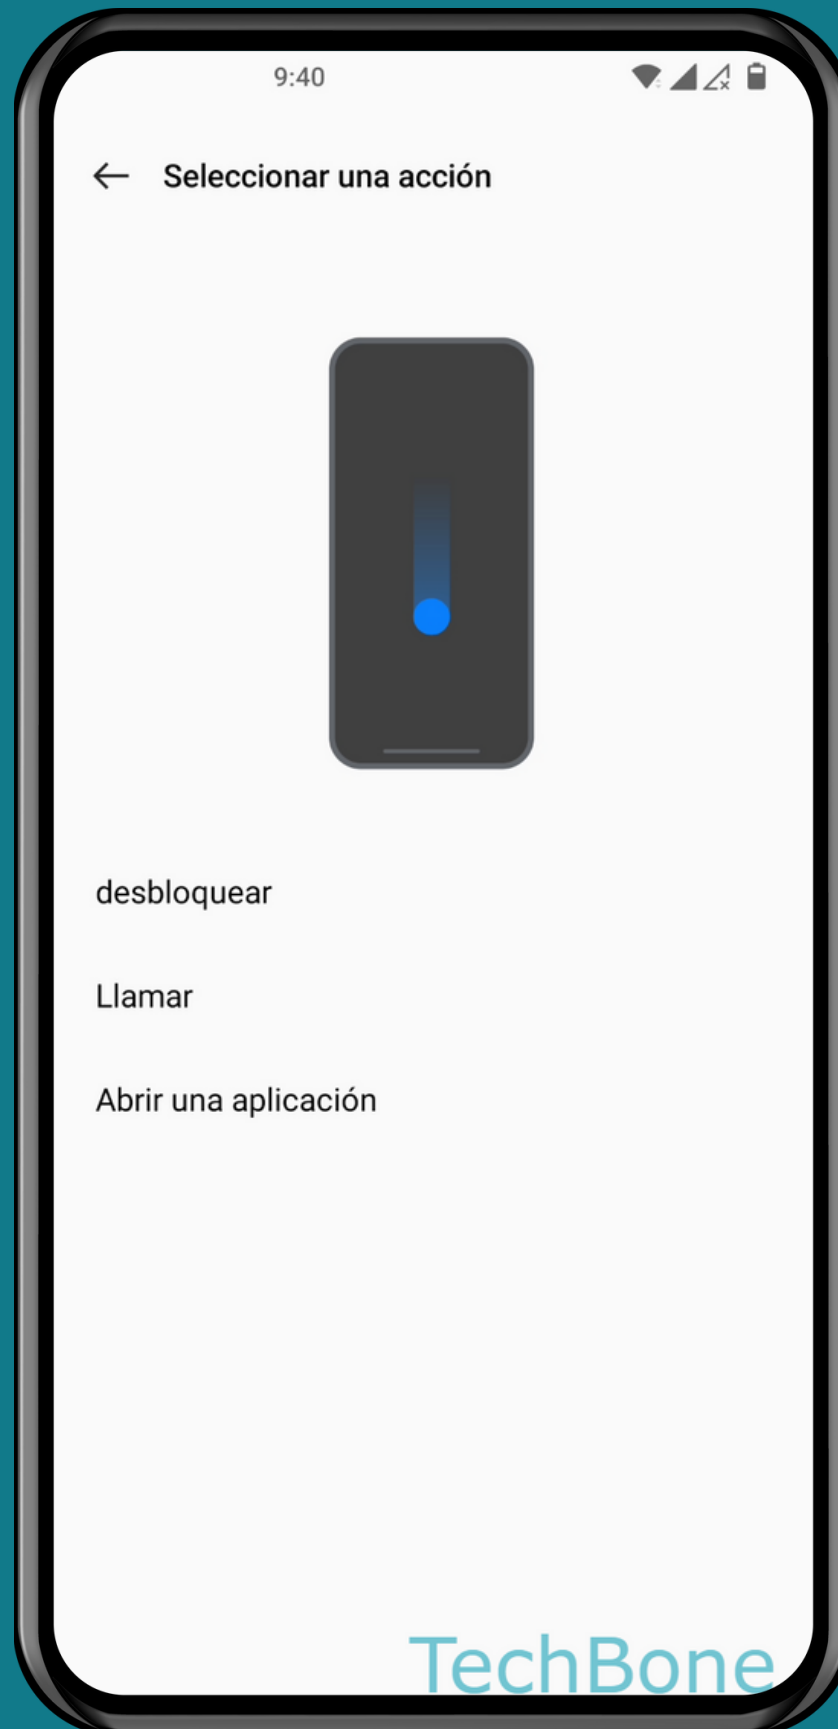 9:40
Seleccionar una acción
desbloquear
Llamar
Abrir una aplicación
TechBone